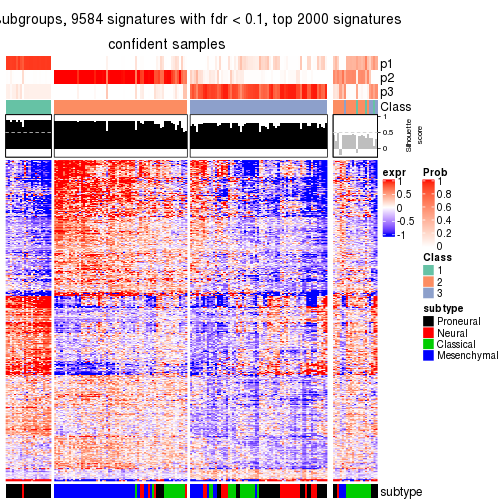 subgroups, 9584 signatures with fdr < 0.1, top 2000 signatures
confident samples
p1
p2
p3
Class
1
0.5
0
Silhouette
score
expr
1
0.5
0
-0.5
-1
Prob
1
0.8
0.6
0.4
0.2
0
Class
1
2
3
subtype
Proneural
Neural
Classical
Mesenchymal
subtype